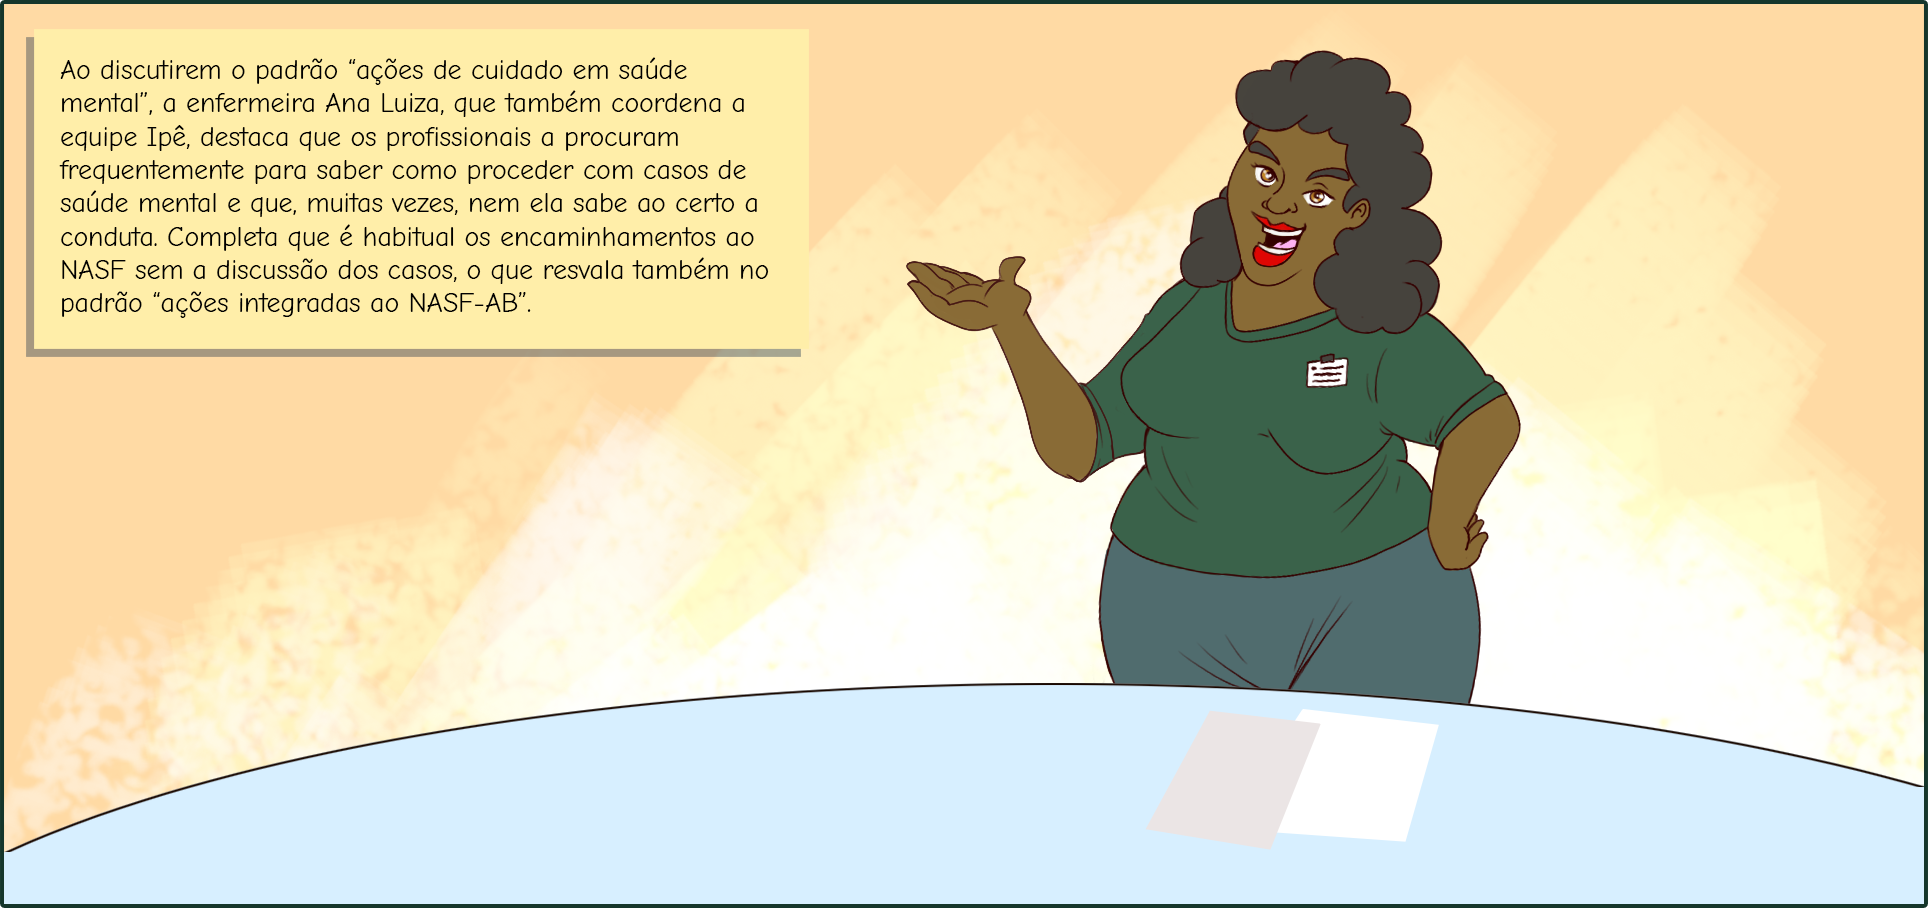 Ao discutirem o padrão “ações de cuidado em saúde
mental”, a enfermeira Ana Luiza, que também coordena a
equipe Ipê, destaca que os profissionais a procuram
frequentemente para saber como proceder com casos de
saúde mental e que, muitas vezes, nem ela sabe ao certo a
conduta. Completa que é habitual os encaminhamentos ao
NASF sem a discussão dos casos, o que resvala também no
padrão “ações integradas ao NASF-AB”.